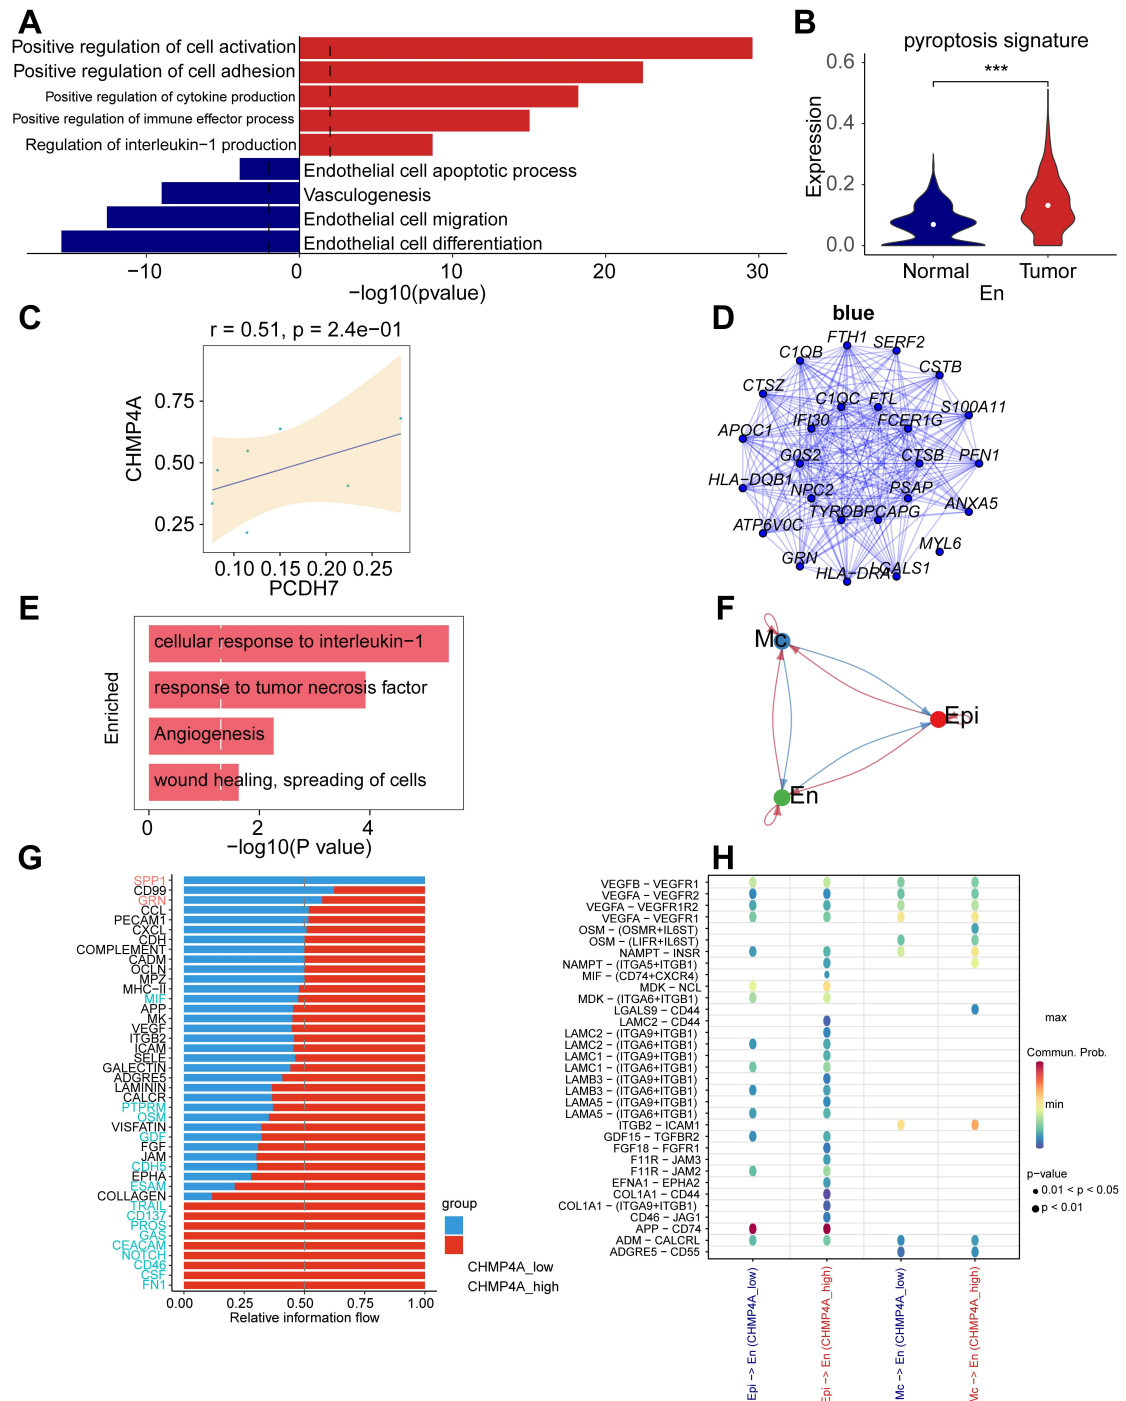 A
Positive regulation of cell activation
Positive regulation of cell adhesion
Positive regulation of cytokine production
Positive regulation of immune effector process
Regulation of interleukin−1 production
Endothelial cell apoptotic process
Vasculogenesis
Endothelial cell migration
Endothelial cell differentiation
−10 0 10 20 30
−log10(pvalue)
B
pyroptosis signature
***
Expression
0.6
0.4
0.2
0.0
Normal Tumor
En
C
r = 0.51, p = 2.4e−01
CHMP4A
0.75
0.50
0.25
0.10 0.15 0.20 0.25
PCDH7
D
blue
FTH1
SERF2
C1QB
CSTB
CTSZ
C1QC
FTL
S100A11
IFI30
FCER1G
APOC1
G0S2
CTSB
PFN1
HLA−DQB1
NPC2
PSAP
ANXA5
TYROBP
CAPG
ATP6V0C
MYL6
GRN
HLA−DRA
LGALS1
E
Enriched
cellular response to interleukin−1
response to tumor necrosis factor
Angiogenesis
wound healing, spreading of cells
0 2 4
−log10(P value)
F
Mc
Epi
En
G
SPP1
CD99
GRN
CCL
PECAM1
CXCL
CDH
COMPLEMENT
CADM
OCLN
MPZ
MHC−II
MIF
APP
MK
VEGF
ITGB2
ICAM
SELE
GALECTIN
ADGRE5
LAMININ
CALCR
PTPRM
OSM
VISFATIN
GDF
FGF
JAM
CDH5
EPHA
ESAM
COLLAGEN
TRAIL
CD137
PROS
GAS
CEACAM
NOTCH
CD46
CSF
FN1
0.00 0.25 0.50 0.75 1.00
Relative information flow
group
CHMP4A_low
CHMP4A_high
H
VEGFB − VEGFR1
VEGFA − VEGFR2
VEGFA − VEGFR1R2
VEGFA − VEGFR1
OSM − (OSMR+IL6ST)
OSM − (LIFR+IL6ST)
NAMPT − INSR
NAMPT − (ITGA5+ITGB1)
MIF − (CD74+CXCR4)
MDK − NCL
MDK − (ITGA6+ITGB1)
LGALS9 − CD44
LAMC2 − CD44
LAMC2 − (ITGA9+ITGB1)
LAMC2 − (ITGA6+ITGB1)
LAMC1 − (ITGA9+ITGB1)
LAMC1 − (ITGA6+ITGB1)
LAMB3 − (ITGA9+ITGB1)
LAMB3 − (ITGA6+ITGB1)
LAMA5 − (ITGA9+ITGB1)
LAMA5 − (ITGA6+ITGB1)
ITGB2 − ICAM1
GDF15 − TGFBR2
FGF18 − FGFR1
F11R − JAM3
F11R − JAM2
EFNA1 − EPHA2
COL1A1 − CD44
COL1A1 − (ITGA9+ITGB1)
CD46 − JAG1
APP − CD74
ADM − CALCRL
ADGRE5 − CD55
Epi −> En (CHMP4A_low)
Epi −> En (CHMP4A_high)
Mc −> En (CHMP4A_low)
Mc −> En (CHMP4A_high)
max
Commun. Prob.
min
p−value
0.01 < p < 0.05
p < 0.01